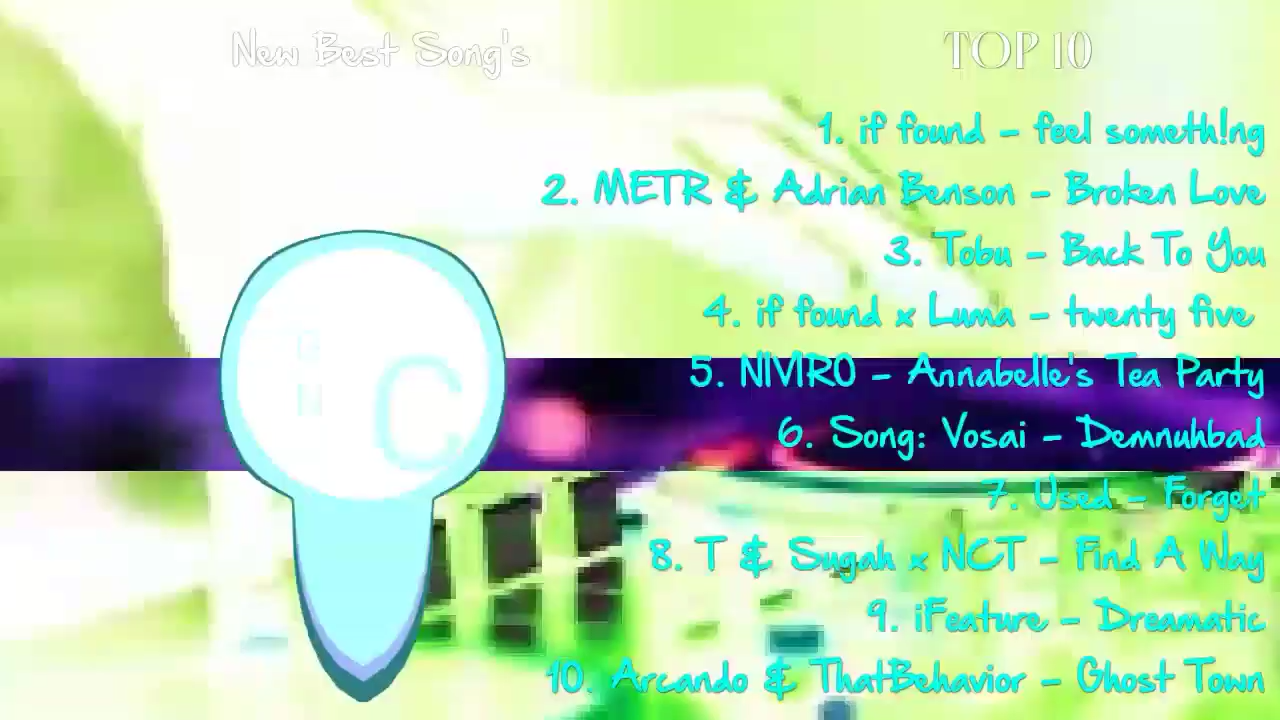 New Best Song's
TOP 10
1. if found - feel someth!ng
2. METR & Adrian Benson - Broken Love
3. Tobu - Back To You
4. if found x Luma - twenty five
5. NIVIRO - Annabelle's Tea Party
6. Song: Vosai - Demnuhbad
7. Used - Forget
8. T & Sugah x NCT - Find A Way
9. iFeature - Dreamatic
10. Arcando & ThatBehavior - Ghost Town
C